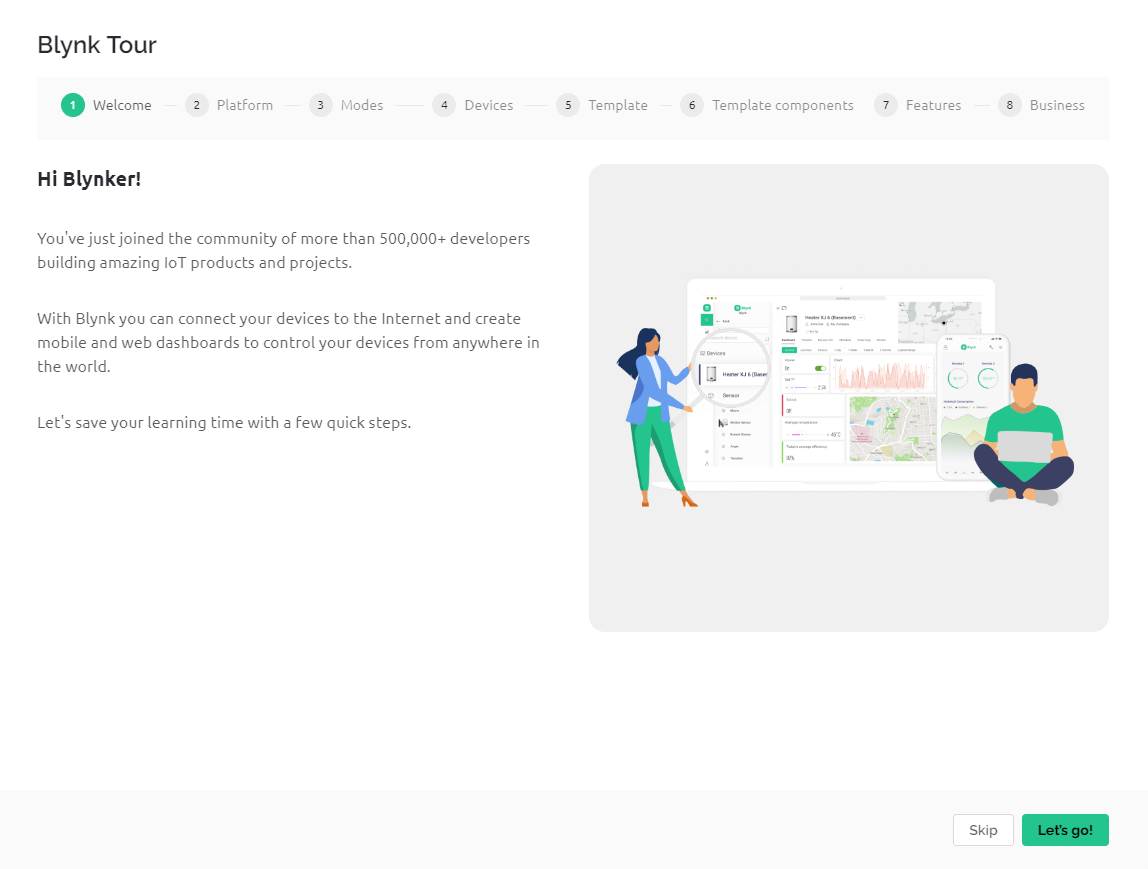 Blynk Tour
1 Welcome 2 Platform 3 Modes 4 Devices 5 Template 6 Template components 7 Features 8 Business
Hi Blynker!
You've just joined the community of more than 500,000+ developers
building amazing IoT products and projects.
With Blynk you can connect your devices to the Internet and create
mobile and web dashboards to control your devices from anywhere in
the world.
Let's save your learning time with a few quick steps.
Blynk
Heater XJ 6 (Basement)
52 Devices
Heater XJ 6 (Base
Sensor
Blynk
Skip
Let's go!